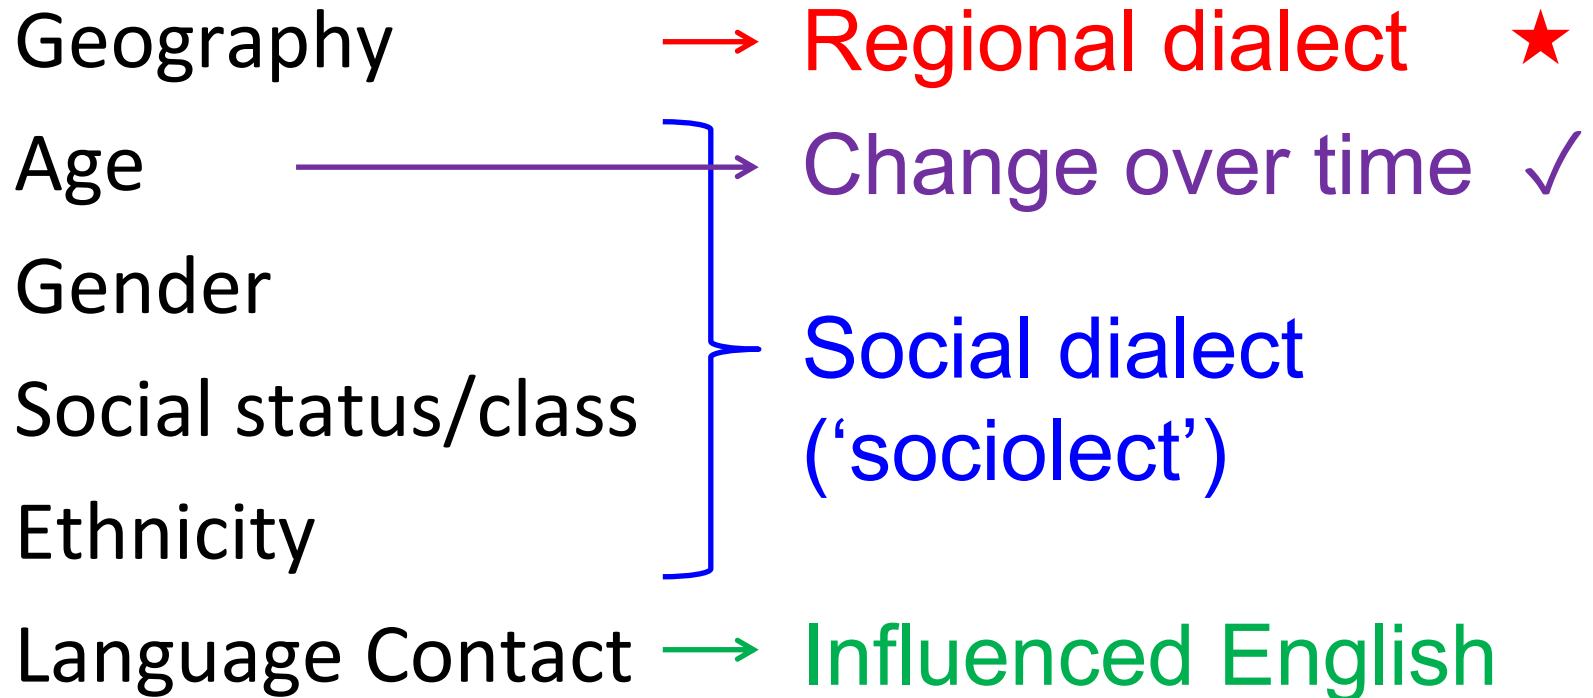 Geography → Regional dialect ★
Age → Change over time ✓
Gender
Social dialect
Social status/class
(‘sociolect’)
Ethnicity
Language Contact → Influenced English